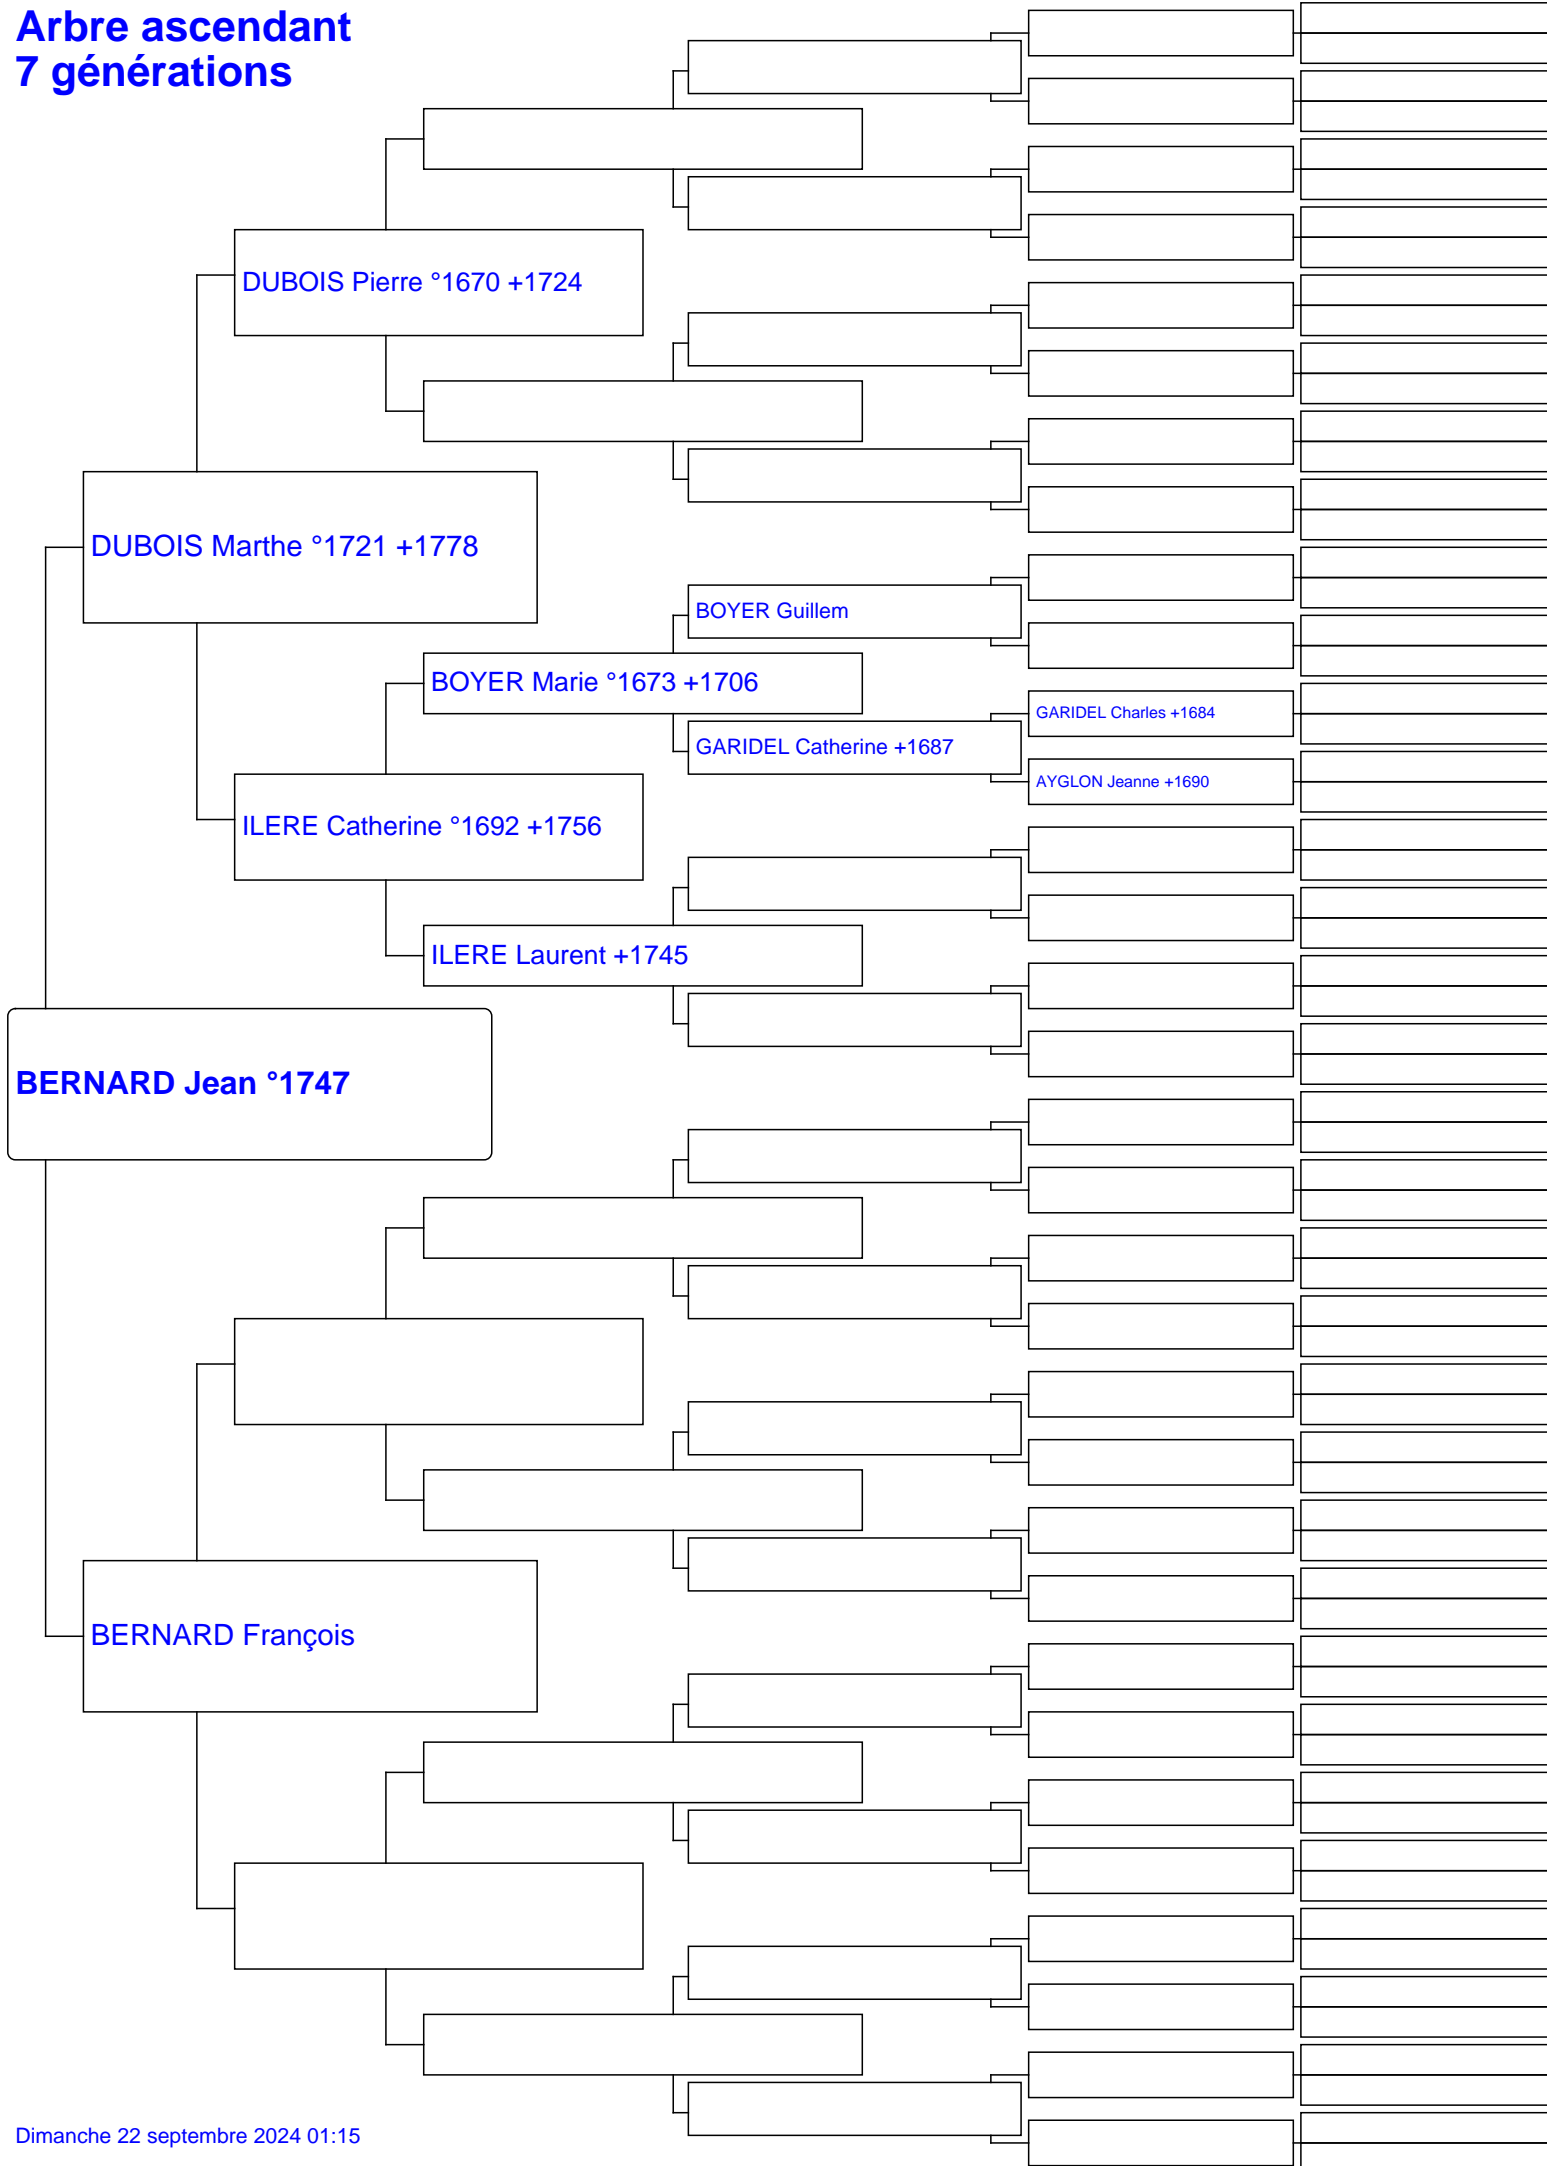 Arbre ascendant
7 générations
DUBOIS Pierre °1670 +1724
DUBOIS Marthe °1721 +1778
BOYER Guillem
BOYER Marie °1673 +1706
GARIDEL Charles +1684
GARIDEL Catherine +1687
AYGLON Jeanne +1690
ILERE Catherine °1692 +1756
ILERE Laurent +1745
BERNARD Jean °1747
BERNARD François
Dimanche 22 septembre 2024 01:15